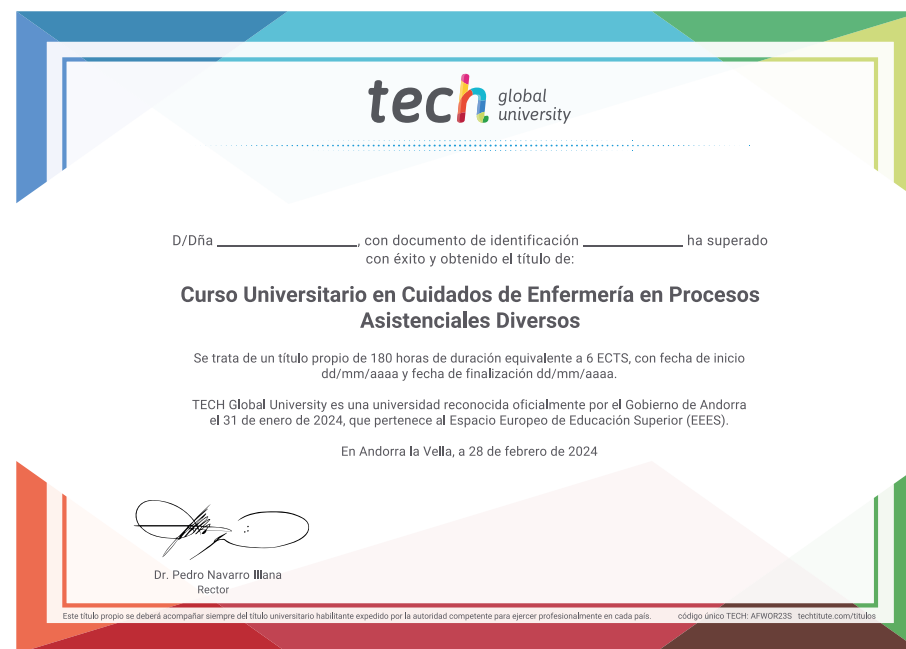 tech global university
D/Dña ____________________, con documento de identificación ______________ ha superado
con éxito y obtenido el título de:
Curso Universitario en Cuidados de Enfermería en Procesos
Asistenciales Diversos
Se trata de un título propio de 180 horas de duración equivalente a 6 ECTS, con fecha de inicio
dd/mm/aaaa y fecha de finalización dd/mm/aaaa.
TECH Global University es una universidad reconocida oficialmente por el Gobierno de Andorra
el 31 de enero de 2024, que pertenece al Espacio Europeo de Educación Superior (EEES).
En Andorra la Vella, a 28 de febrero de 2024
Dr. Pedro Navarro Illana
Rector
Este título propio se deberá acompañar siempre del título universitario habilitante expedido por la autoridad competente para ejercer profesionalmente en cada país. código único TECH: AFWOR23S techtitute.com/titulos